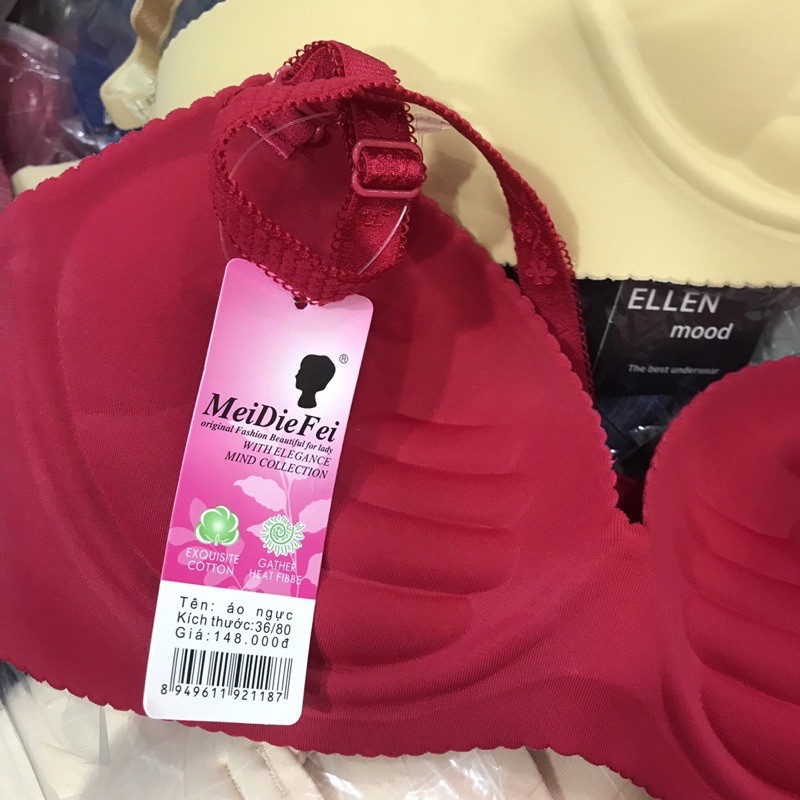 ELLEN
mood
The best underwear
®
MeiDieFei
original Fashion Beautiful for lady
WITH ELEGANCE
MIND COLLECTION
EXQUISITE
COTTON
GATHER
HEAT FIBBE
Tên: áo ngực
Kích thước:36/80
Giá:148.000đ
8 949611 921187